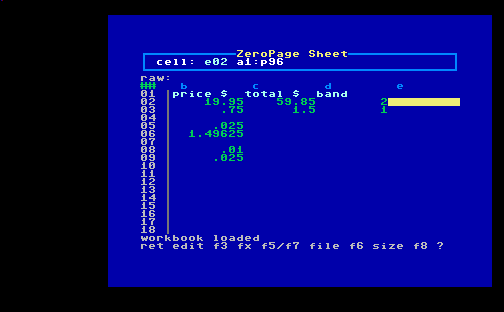 ZeroPage Sheet
cell: e02 a1:p96
raw:
## b c d e
01 price $ total $ band
02 19.95 59.85 2
03 .75 1.5 1
04
05 .025
06 1.49625
07
08 .01
09 .025
10
11
12
13
14
15
16
17
18
workbook loaded
ret edit f3 fx f5/f7 file f6 size f8 ?